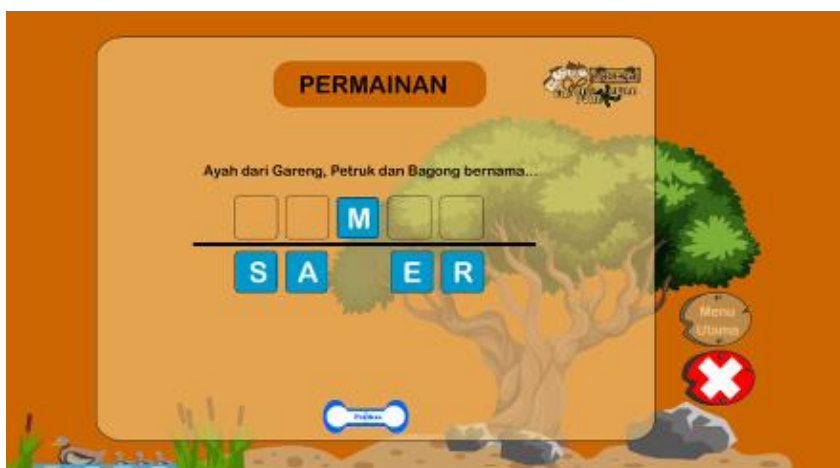 PERMAINAN
Ayah dari Gareng, Petruk dan Bagong bernama...
M
S A E R
Menu
Utama